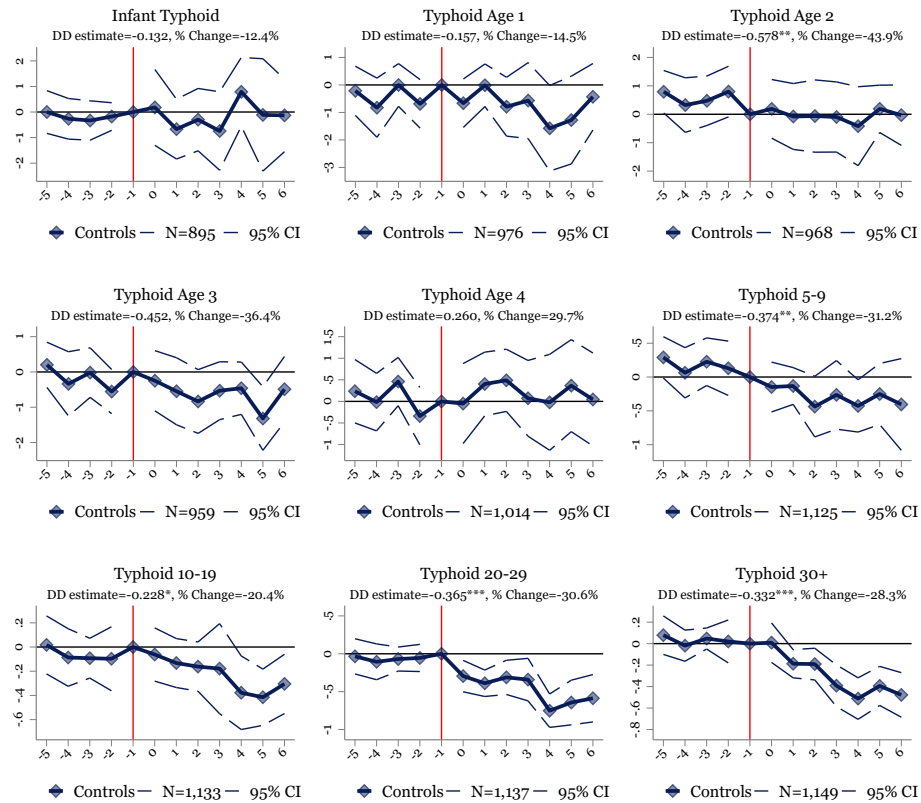 Infant Typhoid
DD estimate=-0.132, % Change=-12.4%
2
1
0
-1
-2
-5 -4 -3 -2 -1 0 1 2 3 4 5 6
Controls N=895 95% CI
Typhoid Age 1
DD estimate=-0.157, % Change=-14.5%
1
0
-1
-2
-3
-5 -4 -3 -2 -1 0 1 2 3 4 5 6
Controls N=976 95% CI
Typhoid Age 2
DD estimate=-0.578**, % Change=-43.9%
2
1
0
-1
-2
-5 -4 -3 -2 -1 0 1 2 3 4 5 6
Controls N=968 95% CI
Typhoid Age 3
DD estimate=-0.452, % Change=-36.4%
1
0
-1
-2
-5 -4 -3 -2 -1 0 1 2 3 4 5 6
Controls N=959 95% CI
Typhoid Age 4
DD estimate=0.260, % Change=29.7%
1.5
1
.5
0
-.5
-1
-5 -4 -3 -2 -1 0 1 2 3 4 5 6
Controls N=1,014 95% CI
Typhoid 5-9
DD estimate=-0.374**, % Change=-31.2%
.5
0
-.5
-1
-5 -4 -3 -2 -1 0 1 2 3 4 5 6
Controls N=1,125 95% CI
Typhoid 10-19
DD estimate=-0.228*, % Change=-20.4%
.2
0
-.2
-.4
-.6
-5 -4 -3 -2 -1 0 1 2 3 4 5 6
Controls N=1,133 95% CI
Typhoid 20-29
DD estimate=-0.365***, % Change=-30.6%
.5
0
-.5
-1
-5 -4 -3 -2 -1 0 1 2 3 4 5 6
Controls N=1,137 95% CI
Typhoid 30+
DD estimate=-0.332***, % Change=-28.3%
.2
0
-.2
-.4
-.6
-.8
-5 -4 -3 -2 -1 0 1 2 3 4 5 6
Controls N=1,149 95% CI